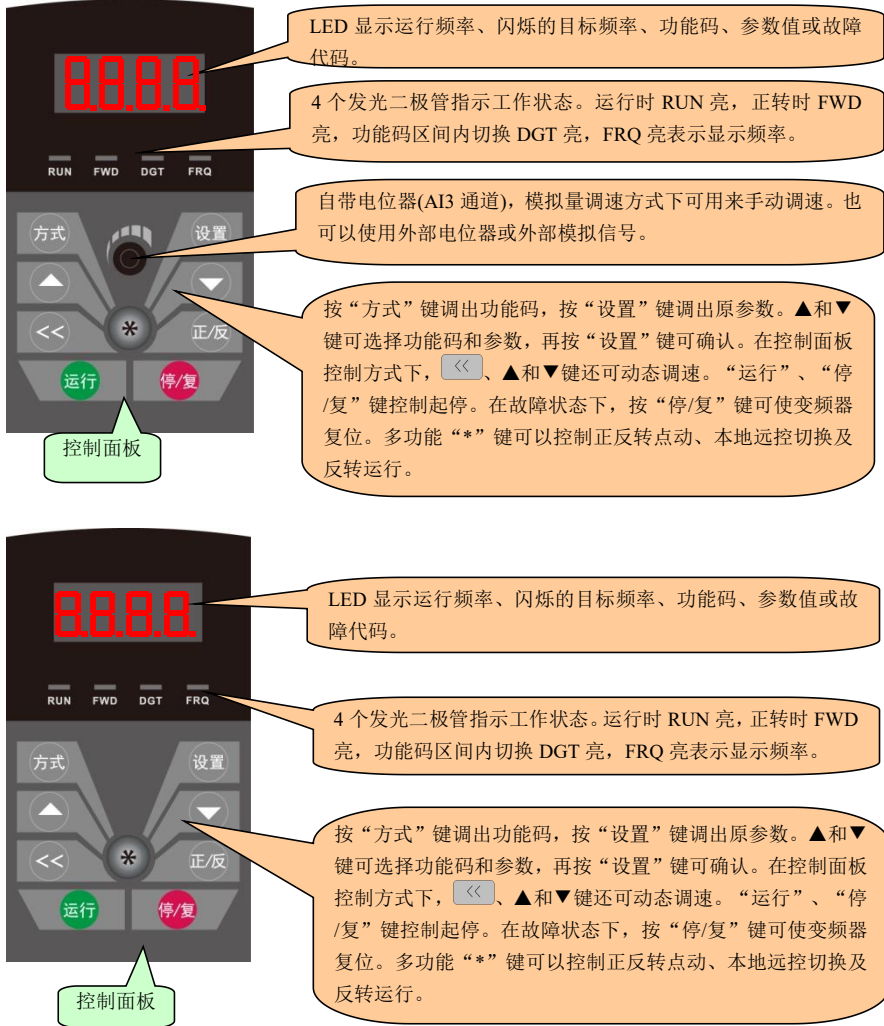 LED 显示运行频率、闪烁的目标频率、功能码、参数值或故障
代码。
8.8.8.8.
4 个发光二极管指示工作状态。运行时 RUN 亮，正转时 FWD
亮，功能码区间内切换 DGT 亮，FRQ 亮表示显示频率。
RUN FWD DGT FRQ
自带电位器(AI3 通道)，模拟量调速方式下可用来手动调速。也
可以使用外部电位器或外部模拟信号。
方式 设置
▲ ▼
<< * 正/反
运行 停/复
按“方式”键调出功能码，按“设置”键调出原参数。▲和▼
键可选择功能码和参数，再按“设置”键可确认。在控制面板
控制方式下， << 、▲和▼键还可动态调速。“运行”、“停
/复”键控制起停。在故障状态下，按“停/复”键可使变频器
复位。多功能“*”键可以控制正反转点动、本地远控切换及
反转运行。
控制面板
8.8.8.8.
LED 显示运行频率、闪烁的目标频率、功能码、参数值或故
障代码。
RUN FWD DGT FRQ
4 个发光二极管指示工作状态。运行时 RUN 亮，正转时 FWD
亮，功能码区间内切换 DGT 亮，FRQ 亮表示显示频率。
方式 设置
▲ ▼
<< * 正/反
运行 停/复
按“方式”键调出功能码，按“设置”键调出原参数。▲和▼
键可选择功能码和参数，再按“设置”键可确认。在控制面板
控制方式下， << 、▲和▼键还可动态调速。“运行”、“停
/复”键控制起停。在故障状态下，按“停/复”键可使变频器
复位。多功能“*”键可以控制正反转点动、本地远控切换及
反转运行。
控制面板